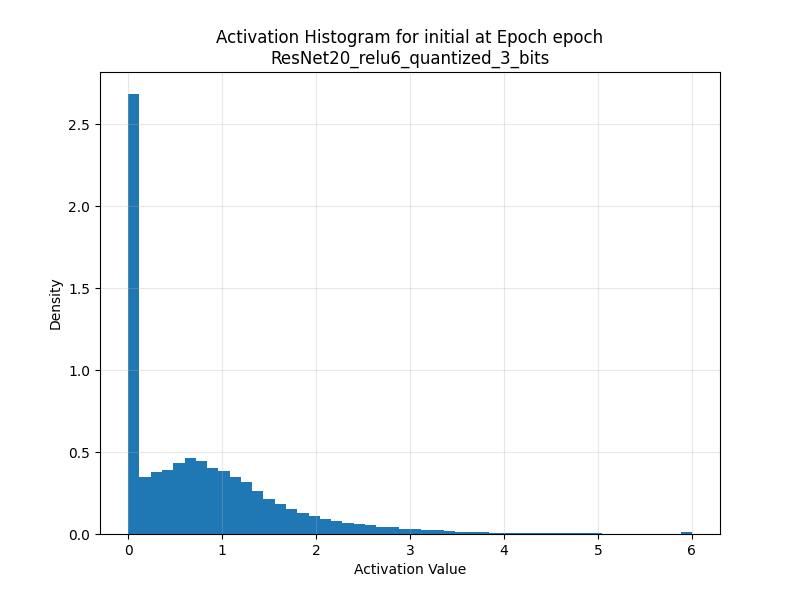 Activation Histogram for initial at Epoch epoch
ResNet20_relu6_quantized_3_bits
2.5
2.0
1.5
1.0
0.5
0.0
Density
0 1 2 3 4 5 6
Activation Value